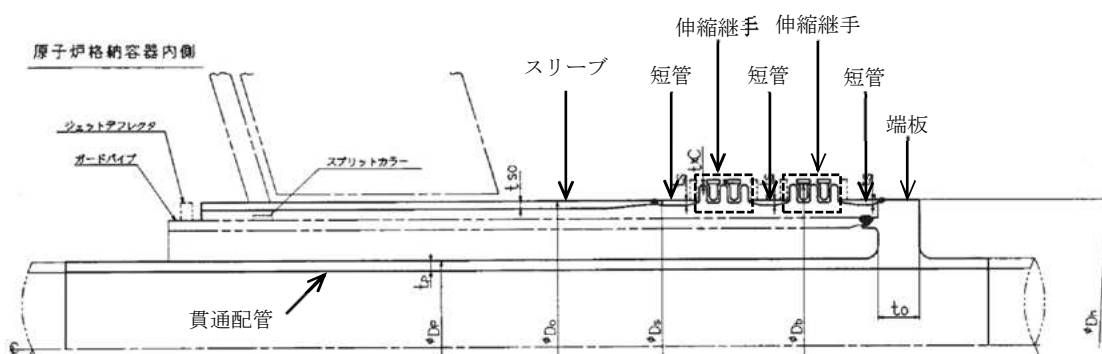 伸縮継手
伸縮継手
原子炉格納容器内側
スリーブ
短管
短管
短管
端板
ジェットデフレクタ
ガードパイプ
スプリットカラー
tso
txC
tp
貫通配管
φDp
φDo
φDs
φDb
to
φDh